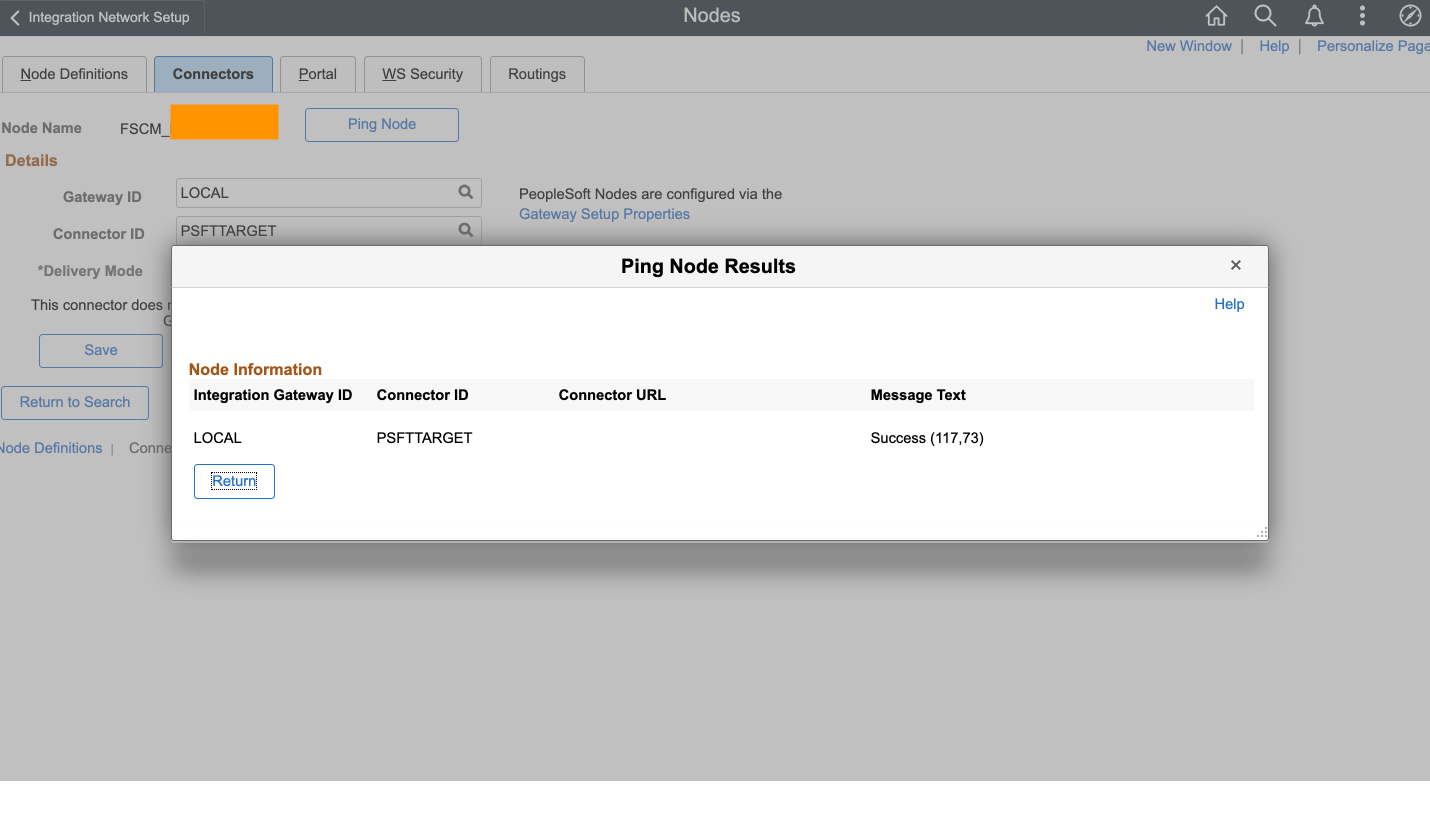 Integration Network Setup
Nodes
New Window | Help | Personalize Page
Node Definitions
Connectors
Portal
WS Security
Routings
Node Name FSCM_
Ping Node
Details
Gateway ID LOCAL
PeopleSoft Nodes are configured via the
Gateway Setup Properties
Connector ID PSFTTARGET
*Delivery Mode
This connector does
Save
Return to Search
Node Definitions |
Ping Node Results
×
Help
Node Information
Integration Gateway ID Connector ID Connector URL Message Text
LOCAL PSFTTARGET Success (117,73)
Return